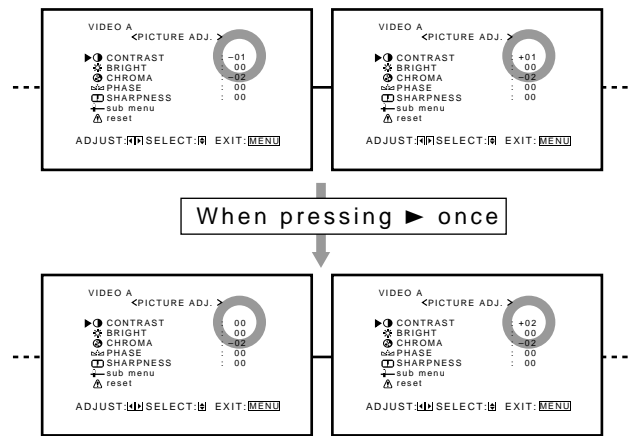 VIDEO A
<PICTURE ADJ.>
▶ CONTRAST : –01
BRIGHT : 00
CHROMA : –02
PHASE : 00
SHARPNESS : 00
sub menu
reset
ADJUST:◀▶ SELECT:⬍ EXIT:MENU
VIDEO A
<PICTURE ADJ.>
▶ CONTRAST : +01
BRIGHT : 00
CHROMA : –02
PHASE : 00
SHARPNESS : 00
sub menu
reset
ADJUST:◀▶ SELECT:⬍ EXIT:MENU
When pressing ► once
VIDEO A
<PICTURE ADJ.>
▶ CONTRAST : 00
BRIGHT : 00
CHROMA : –02
PHASE : 00
SHARPNESS : 00
sub menu
reset
ADJUST:◀▶ SELECT:⬍ EXIT:MENU
VIDEO A
<PICTURE ADJ.>
▶ CONTRAST : +02
BRIGHT : 00
CHROMA : –02
PHASE : 00
SHARPNESS : 00
sub menu
reset
ADJUST:◀▶ SELECT:⬍ EXIT:MENU